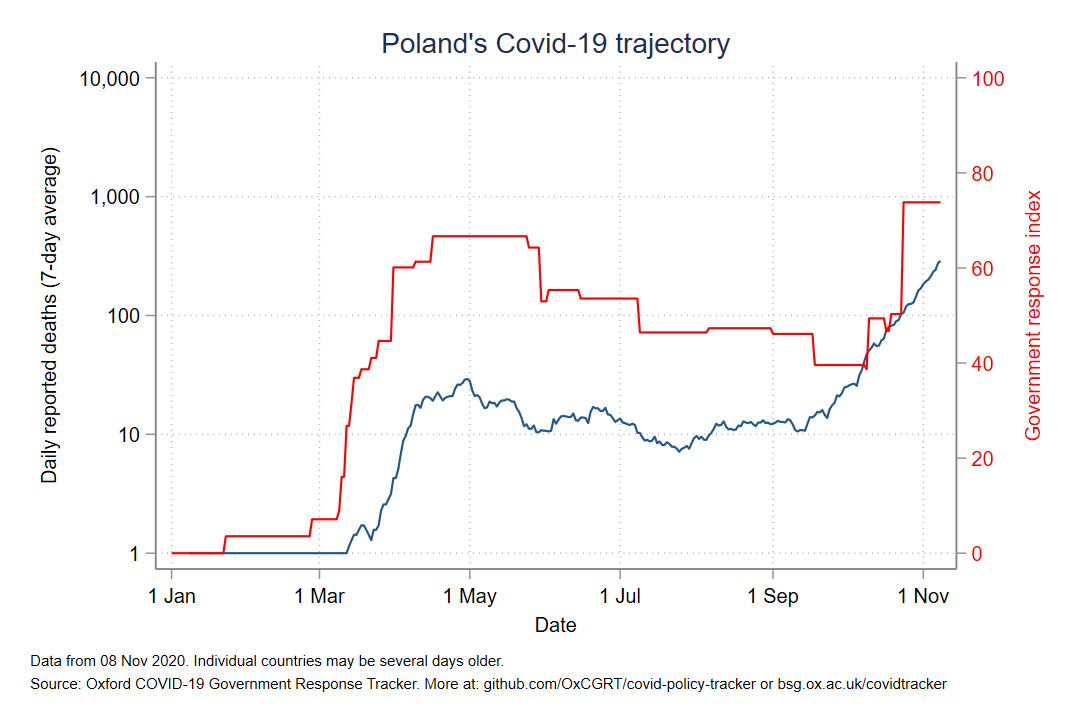 Poland's Covid-19 trajectory
10,000
1,000
100
10
1
Daily reported deaths (7-day average)
100
80
60
40
20
0
Government response index
1 Jan
1 Mar
1 May
1 Jul
1 Sep
1 Nov
Date
Data from 08 Nov 2020. Individual countries may be several days older.
Source: Oxford COVID-19 Government Response Tracker. More at: github.com/OxCGRT/covid-policy-tracker or bsg.ox.ac.uk/covidtracker